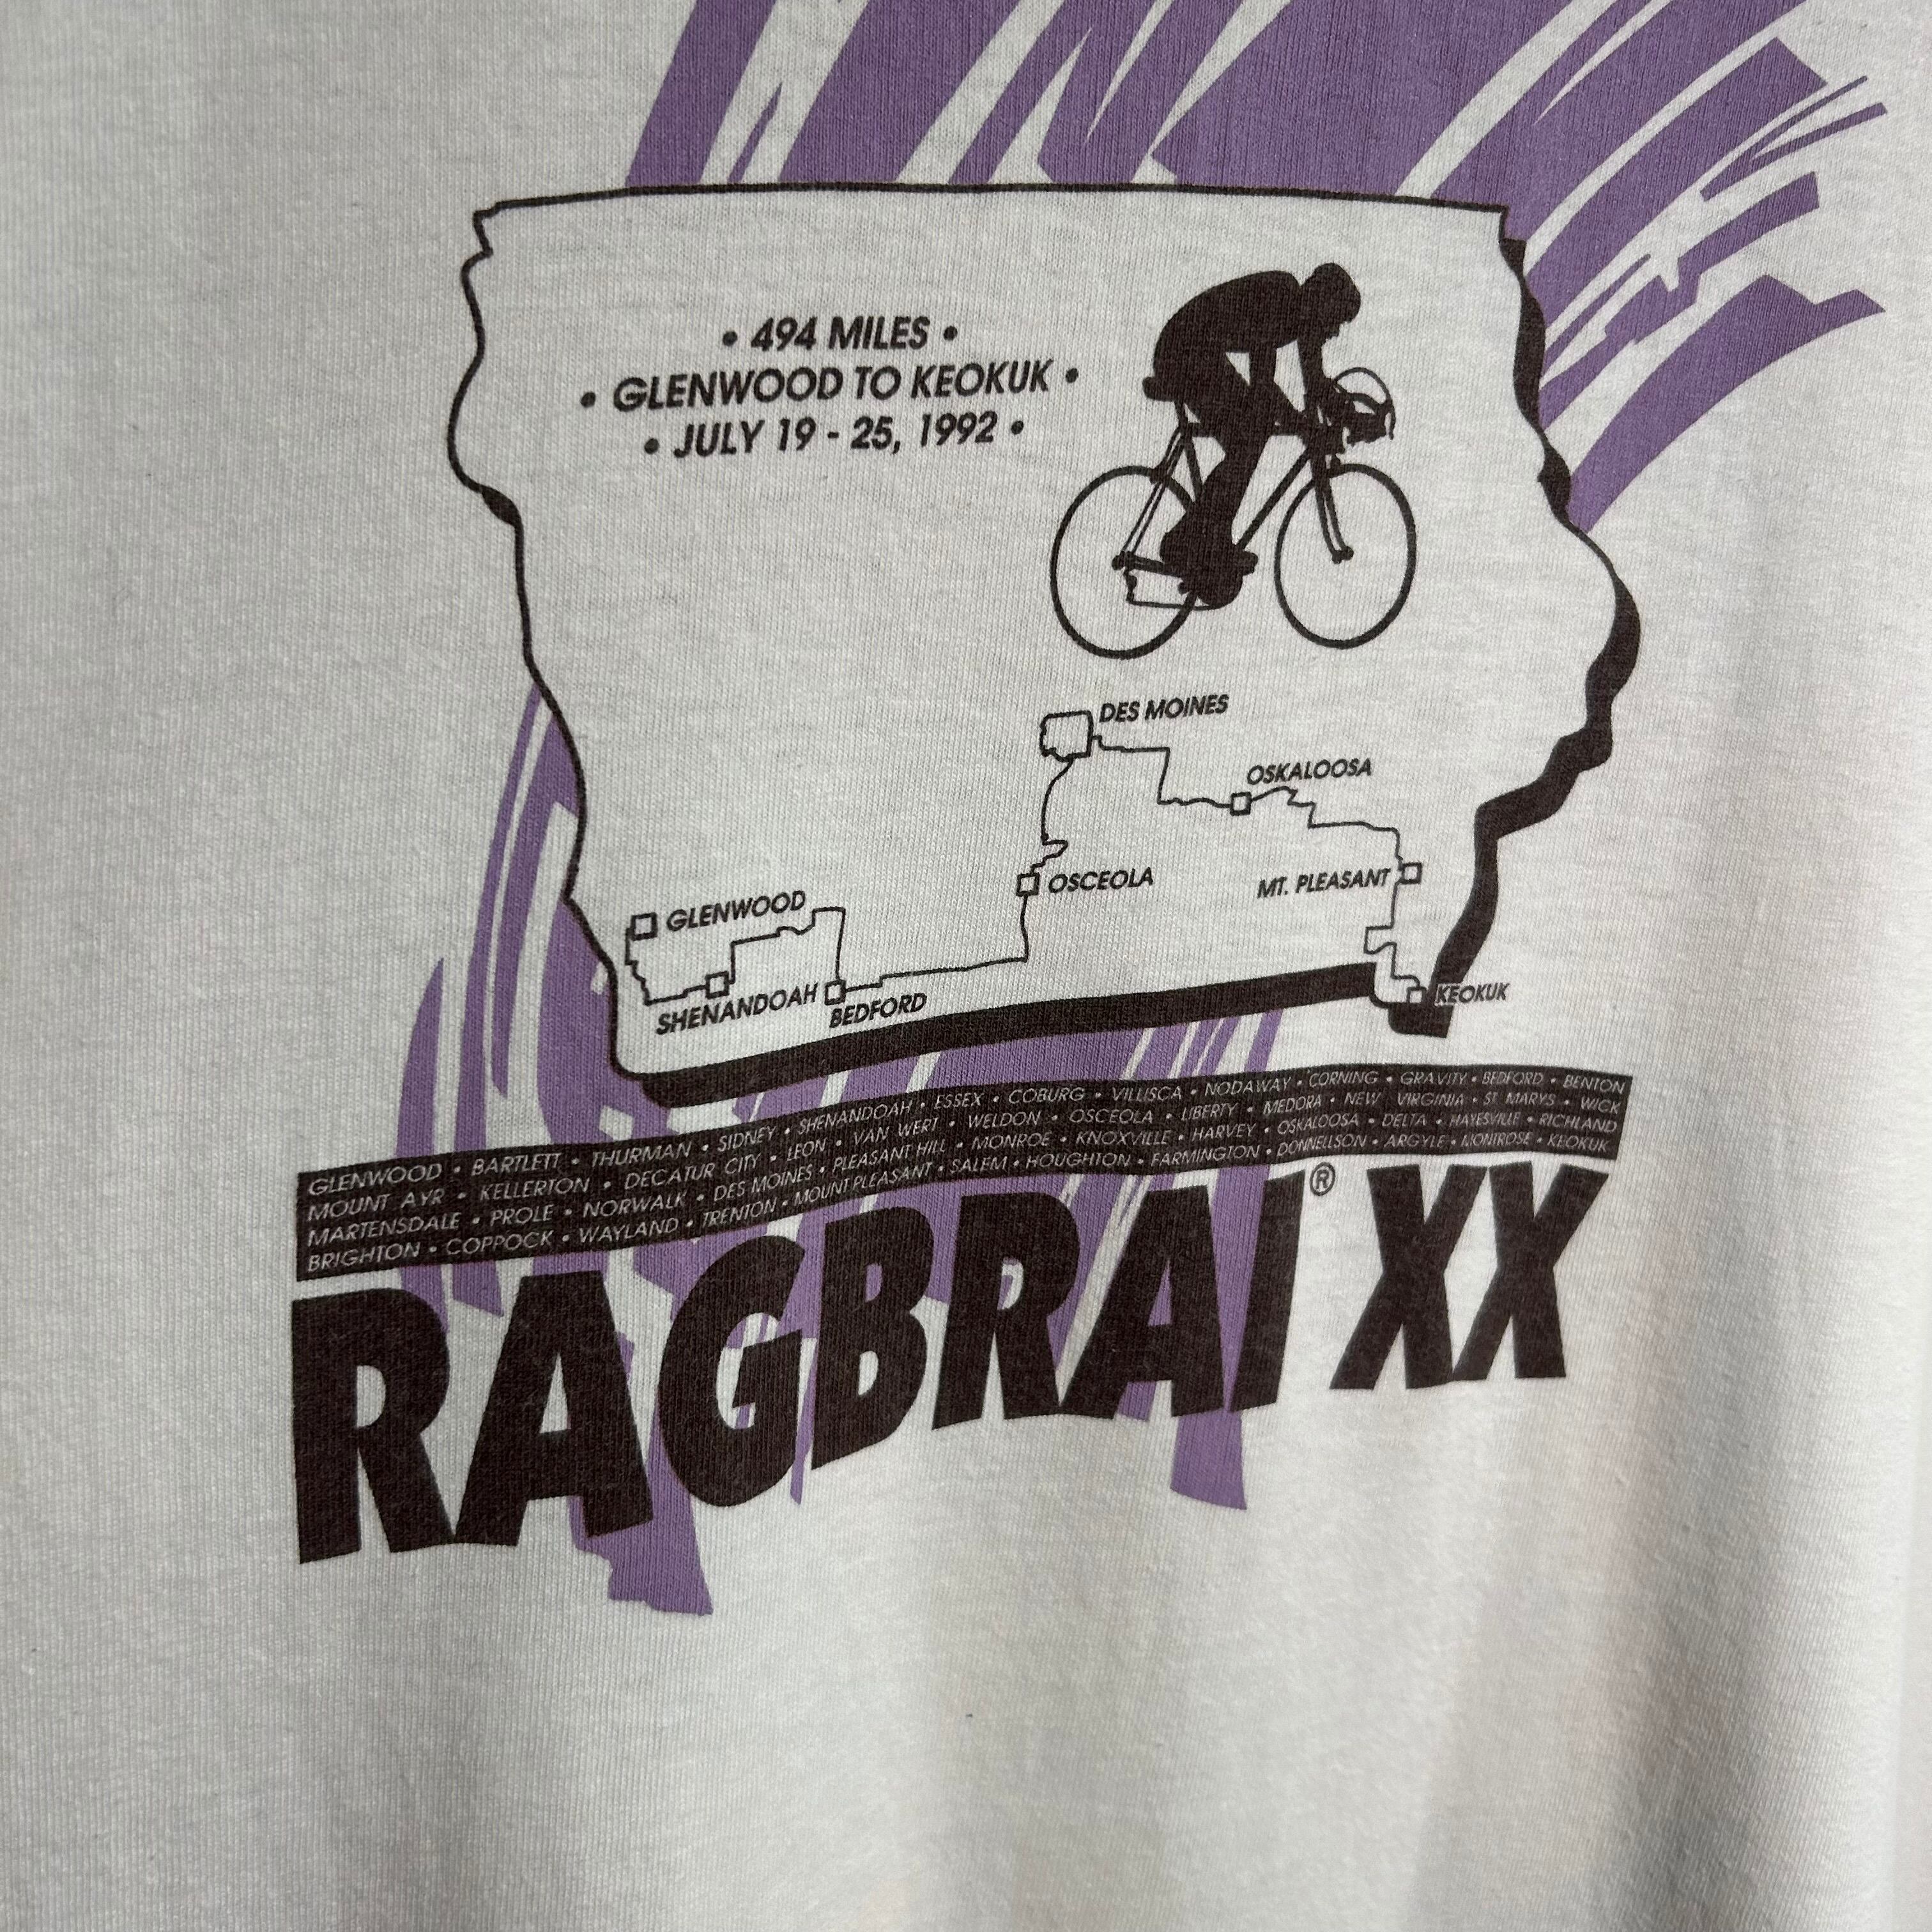 • 494 MILES •
• GLENWOOD TO KEOKUK •
• JULY 19 - 25, 1992 •
DES MOINES
OSKALOOSA
OSCEOLA
MT. PLEASANT
GLENWOOD
SHENANDOAH
BEDFORD
KEOKUK
GLENWOOD • BARTLETT • THURMAN • SIDNEY • SHENANDOAH • ESSEX • COBURG • VILLISCA • NODAWAY • CORNING • GRAVITY • BEDFORD • BENTON
MOUNT AYR • KELLERTON • DECATUR CITY • LEON • VAN WERT • WELDON • OSCEOLA • LIBERTY • MEDORA • NEW VIRGINIA • ST MARYS • WICK
MARTENSDALE • PROLE • NORWALK • DES MOINES • PLEASANT HILL • MONROE • KNOXVILLE • HARVEY • OSKALOOSA • DELTA • HAYESVILLE • RICHLAND
BRIGHTON • COPPOCK • WAYLAND • TRENTON • MOUNT PLEASANT • SALEM • HOUGHTON • FARMINGTON • DONNELLSON • ARGYLE • MONTROSE • KEOKUK
RAGBRAI® XX